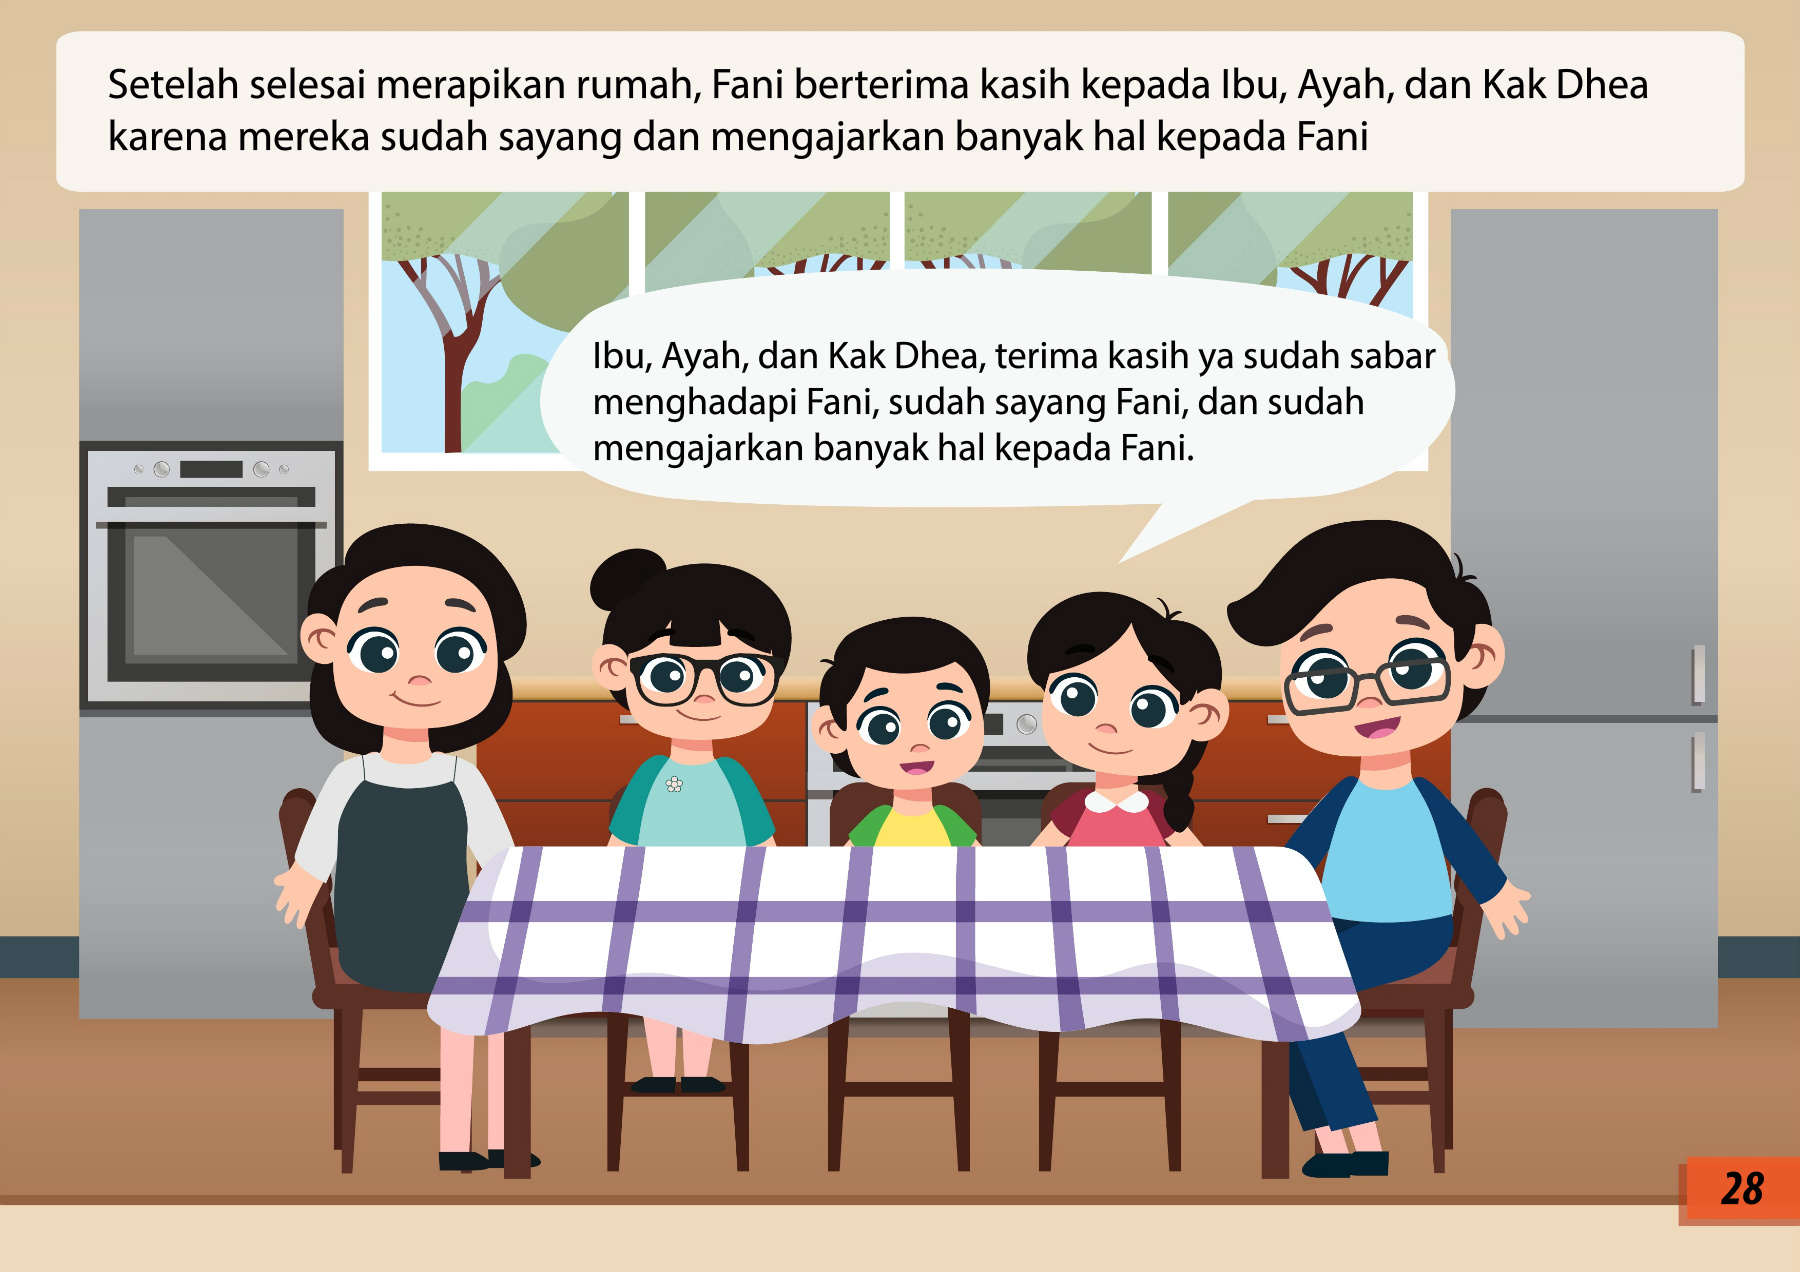 Setelah selesai merapikan rumah, Fani berterima kasih kepada Ibu, Ayah, dan Kak Dhea
karena mereka sudah sayang dan mengajarkan banyak hal kepada Fani
Ibu, Ayah, dan Kak Dhea, terima kasih ya sudah sabar
menghadapi Fani, sudah sayang Fani, dan sudah
mengajarkan banyak hal kepada Fani.
28